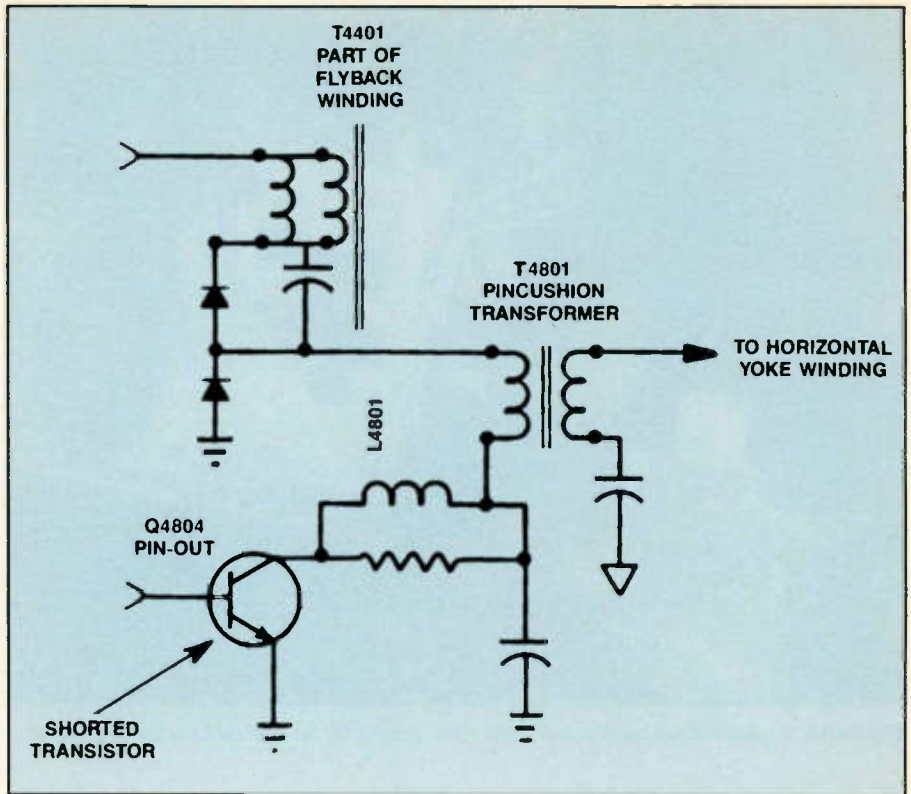 T4401
PART OF
FLYBACK
WINDING
T4801
PINCUSHION
TRANSFORMER
TO HORIZONTAL
YOKE WINDING
L4801
Q4804
PIN-OUT
SHORTED
TRANSISTOR